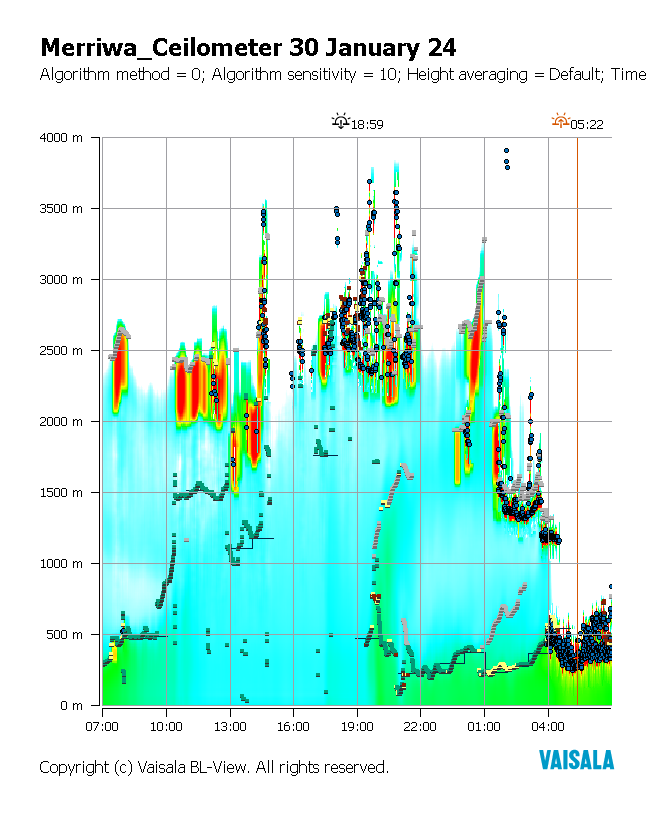 Merriwa_Ceilometer 30 January 24
Algorithm method = 0; Algorithm sensitivity = 10; Height averaging = Default; Time
18:59 05:22
4000 m
3500 m
3000 m
2500 m
2000 m
1500 m
1000 m
500 m
0 m
07:00 10:00 13:00 16:00 19:00 22:00 01:00 04:00
Copyright (c) Vaisala BL-View. All rights reserved.
VAISALA